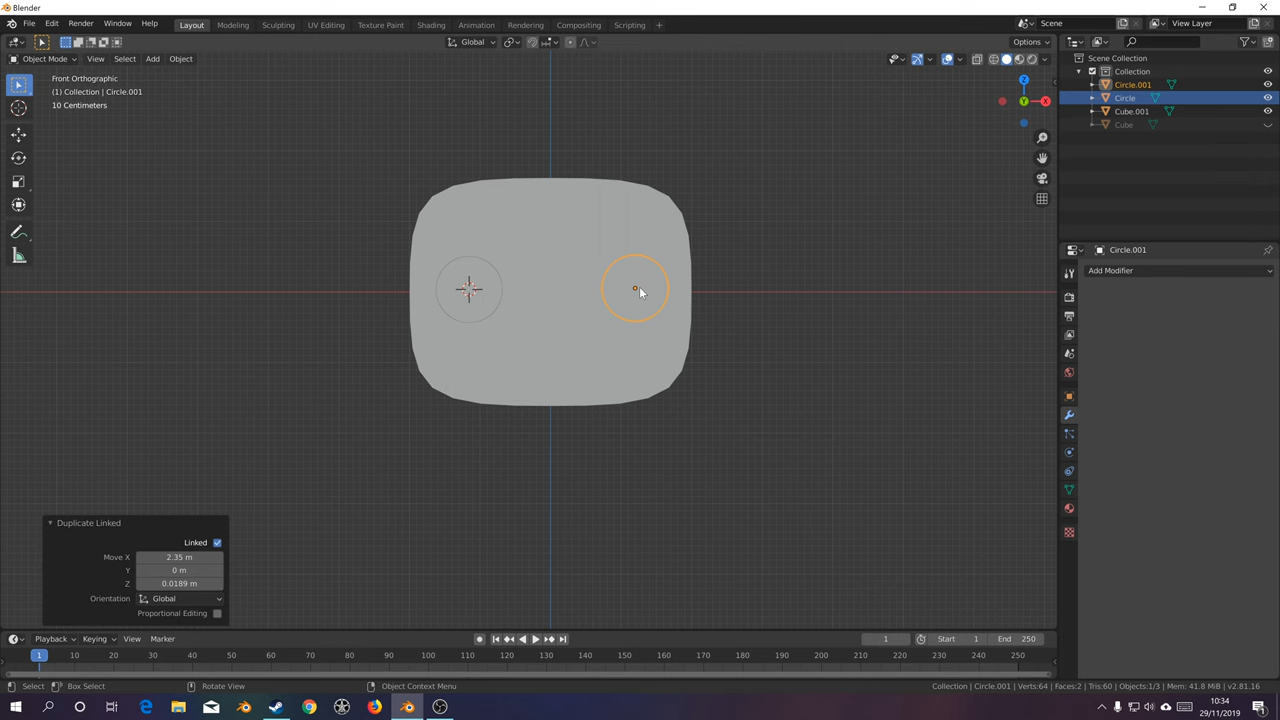 Blender
File Edit Render Window Help
Layout Modeling Sculpting UV Editing Texture Paint Shading Animation Rendering Compositing Scripting +
Scene
View Layer
Global
Options
Object Mode View Select Add Object
Front Orthographic
(1) Collection | Circle.001
10 Centimeters
Z
Y
X
Scene Collection
Collection
Circle.001
Circle
Cube.001
Cube
Circle.001
Add Modifier
Duplicate Linked
Linked
Move X 2.35 m
Y 0 m
Z 0.0189 m
Orientation Global
Proportional Editing
Playback Keying View Marker
1
Start 1
End 250
1 10 20 30 40 50 60 70 80 90 100 110 120 130 140 150 160 170 180 190 200 210 220 230 240 250
Select Box Select Rotate View Object Context Menu
Collection | Circle.001 | Verts:64 | Faces:2 | Tris:60 | Objects:1/3 | Mem: 41.8 MiB | v2.81.16
10:34
29/11/2019